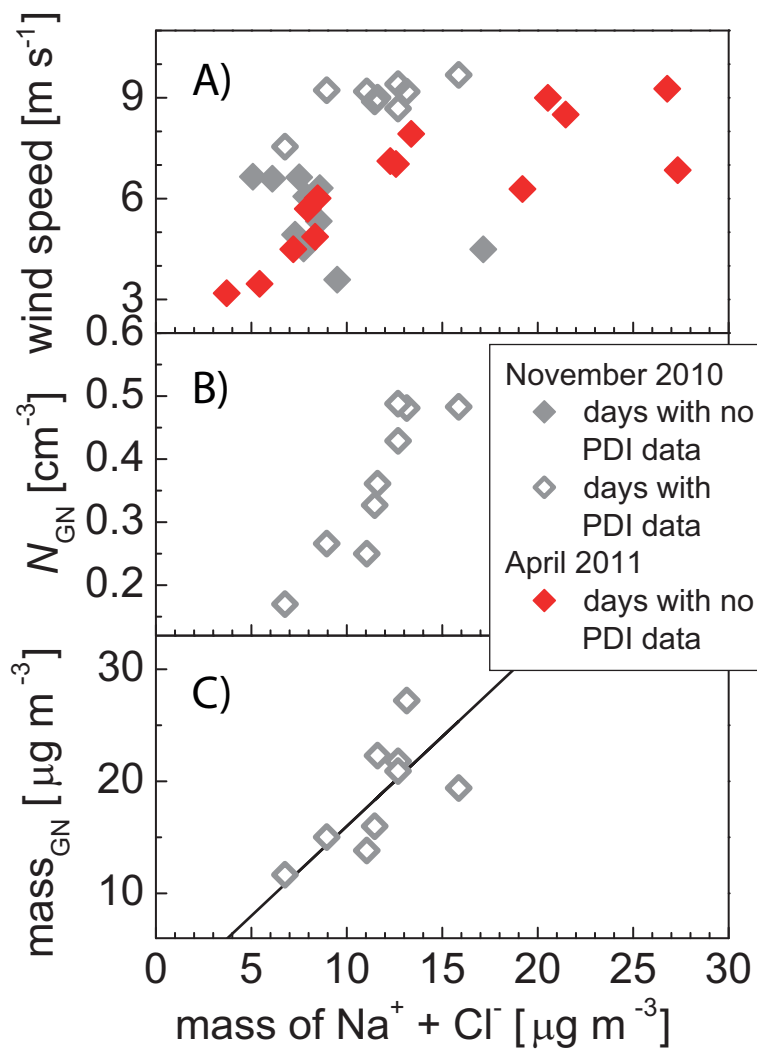 A)
wind speed [m s⁻¹]
9
6
3
0.6
B)
N_GN [cm⁻³]
0.5
0.4
0.3
0.2
November 2010
days with no
PDI data
days with
PDI data
April 2011
days with no
PDI data
C)
mass_GN [ μg m⁻³]
30
20
10
0 5 10 15 20 25 30
mass of Na⁺ + Cl⁻ [ μg m⁻³]